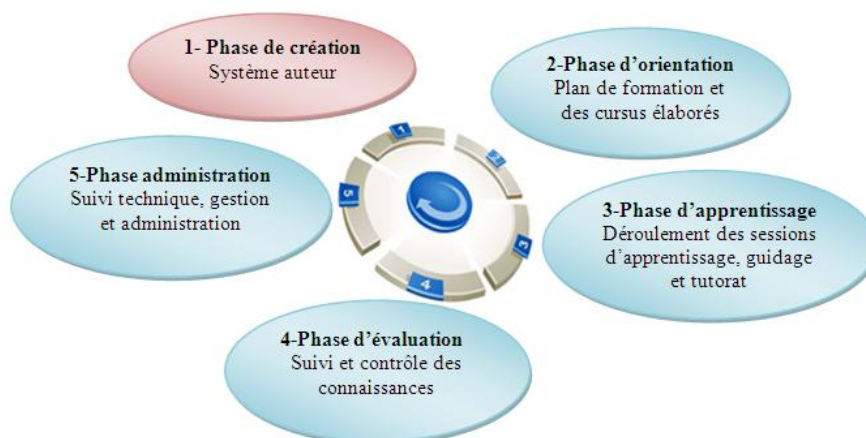 1- Phase de création
Système auteur
2-Phase d’orientation
Plan de formation et
des cursus élaborés
3-Phase d’apprentissage
Déroulement des sessions
d’apprentissage, guidage
et tutorat
4-Phase d’évaluation
Suivi et contrôle des
connaissances
5-Phase administration
Suivi technique, gestion
et administration
1
2
3
4
5